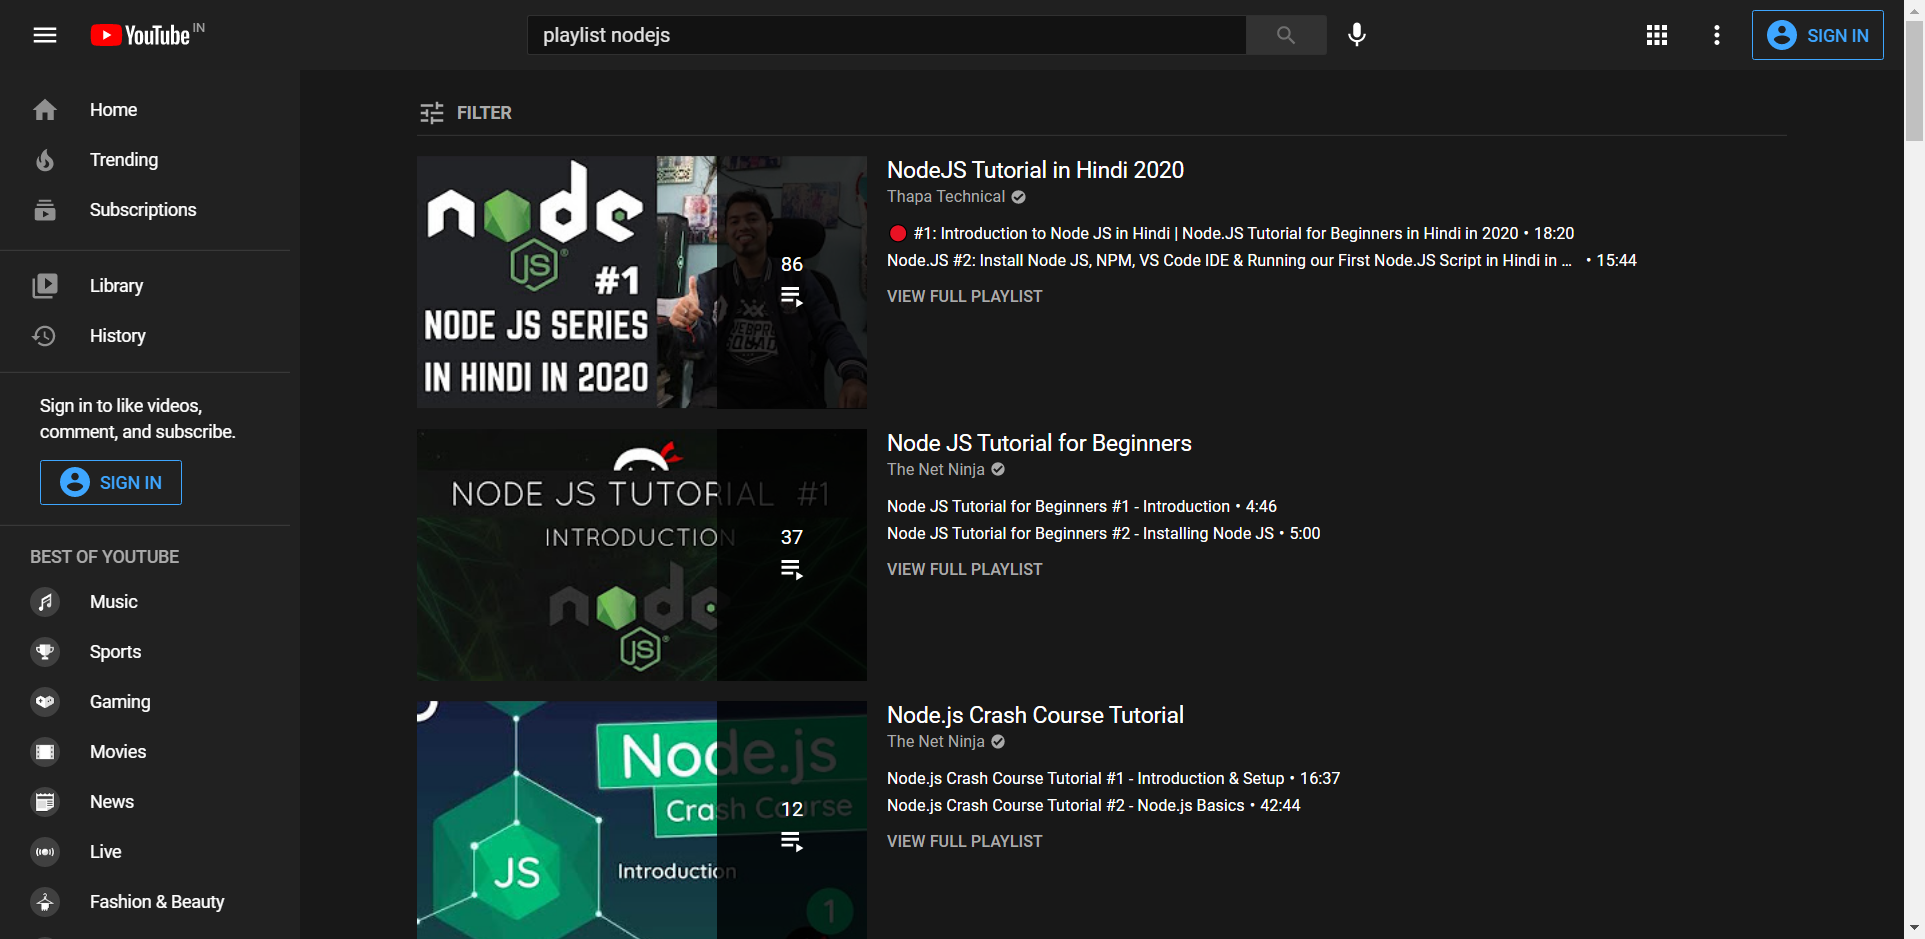 YouTube IN
playlist nodejs
SIGN IN
Home
Trending
Subscriptions
Library
History
Sign in to like videos,
comment, and subscribe.
SIGN IN
BEST OF YOUTUBE
Music
Sports
Gaming
Movies
News
Live
Fashion & Beauty
FILTER
node
JS
#1
NODE JS SERIES
IN HINDI IN 2020
WEBPRO
SQUAD
86
NodeJS Tutorial in Hindi 2020
Thapa Technical
#1: Introduction to Node JS in Hindi | Node.JS Tutorial for Beginners in Hindi in 2020 • 18:20
Node.JS #2: Install Node JS, NPM, VS Code IDE & Running our First Node.JS Script in Hindi in ... • 15:44
VIEW FULL PLAYLIST
NODE JS TUTORIAL #1
INTRODUCTION
node
JS
37
Node JS Tutorial for Beginners
The Net Ninja
Node JS Tutorial for Beginners #1 - Introduction • 4:46
Node JS Tutorial for Beginners #2 - Installing Node JS • 5:00
VIEW FULL PLAYLIST
Node.js
Crash Course
JS
Introduction
1
12
Node.js Crash Course Tutorial
The Net Ninja
Node.js Crash Course Tutorial #1 - Introduction & Setup • 16:37
Node.js Crash Course Tutorial #2 - Node.js Basics • 42:44
VIEW FULL PLAYLIST